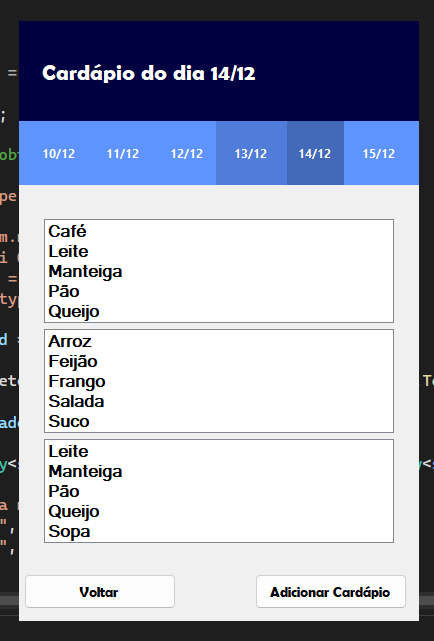 Cardápio do dia 14/12
10/12 11/12 12/12 13/12 14/12 15/12
Café
Leite
Manteiga
Pão
Queijo
Arroz
Feijão
Frango
Salada
Suco
Leite
Manteiga
Pão
Queijo
Sopa
Voltar Adicionar Cardápio